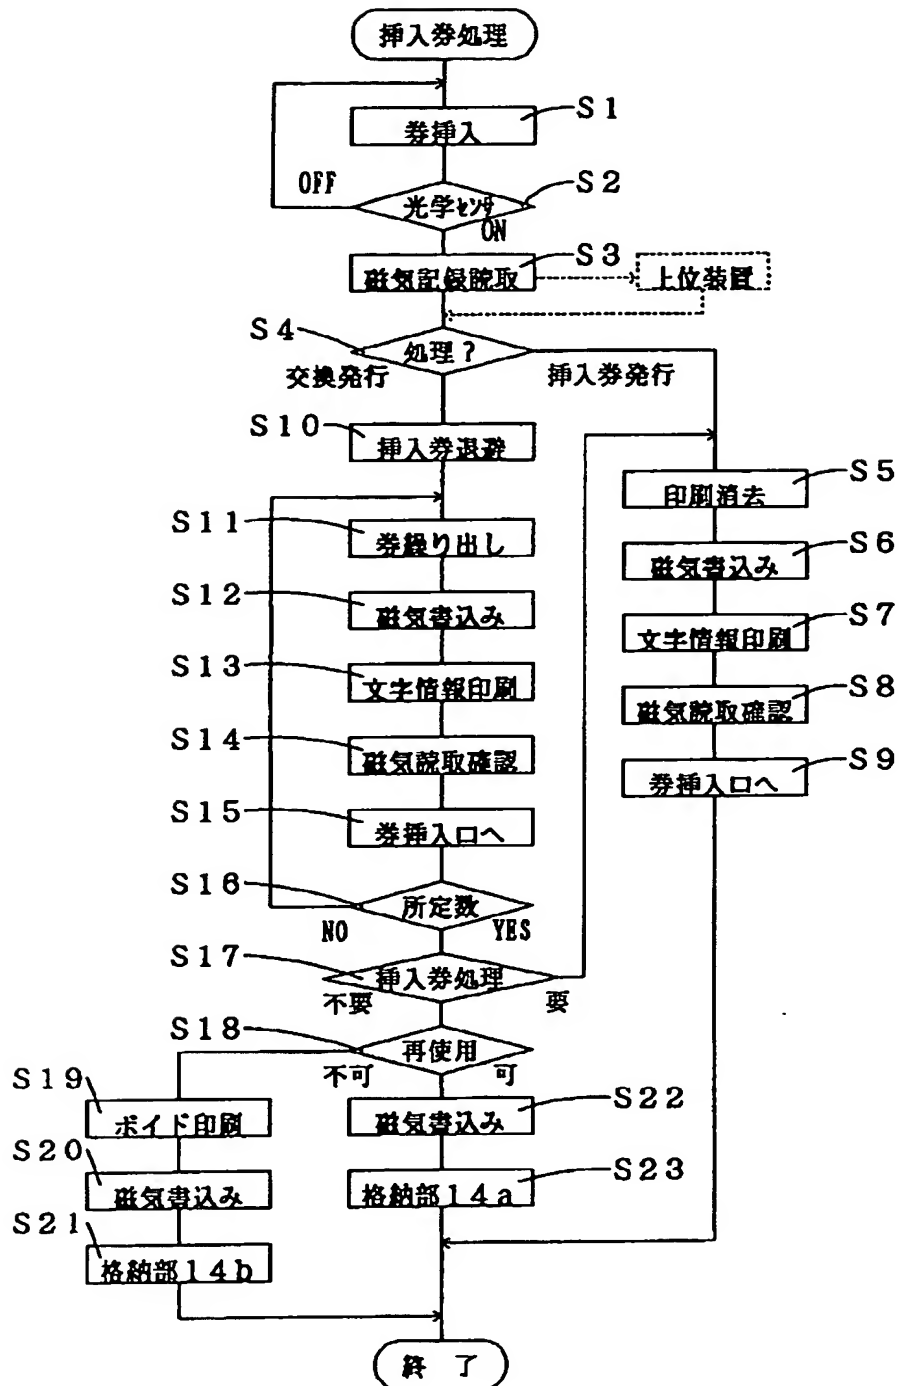 挿入券処理
S1
券挿入
OFF
S2
光学センサ
ON
S3
磁気記録読取
上位装置
S4
処理?
交換発行
挿入券発行
S10
挿入券退避
S5
印刷消去
S11
券繰り出し
S6
磁気書込み
S12
磁気書込み
S7
文字情報印刷
S13
文字情報印刷
S8
磁気読取確認
S14
磁気読取確認
S9
券挿入口へ
S15
券挿入口へ
S16
所定数
NO
YES
S17
挿入券処理
不要
要
S18
再使用
不可
可
S19
ボイド印刷
S22
磁気書込み
S20
磁気書込み
S23
格納部14a
S21
格納部14b
終 了